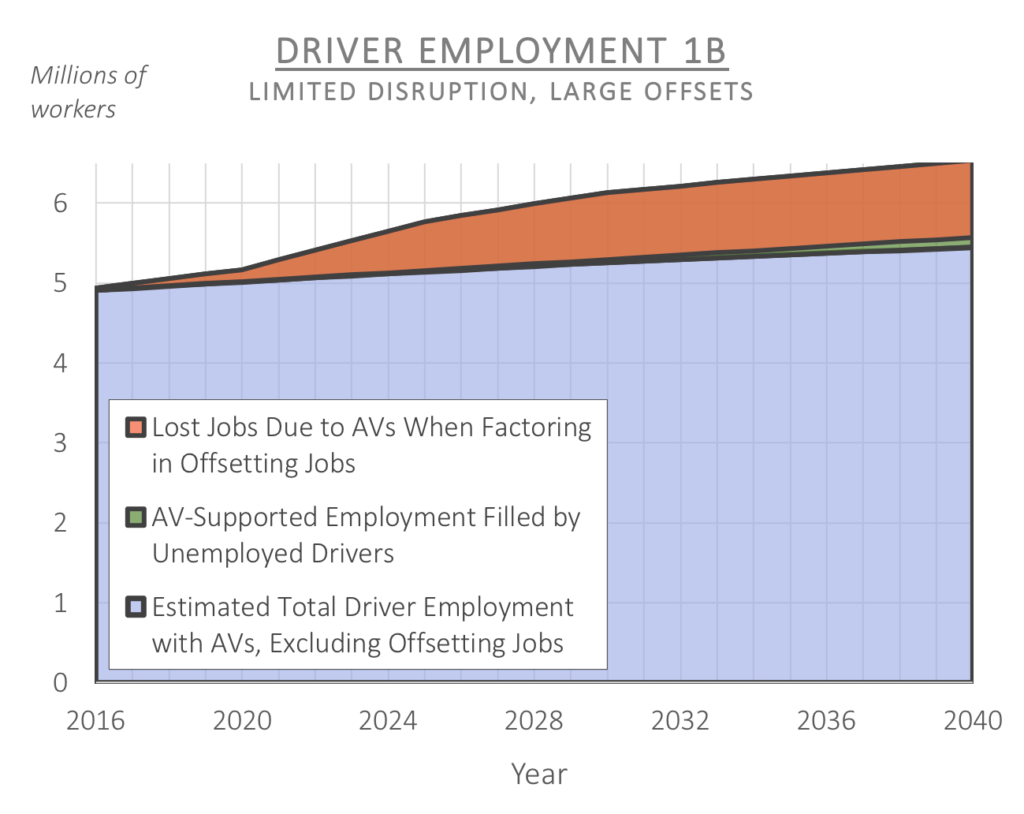 DRIVER EMPLOYMENT 1B
LIMITED DISRUPTION, LARGE OFFSETS
Millions of
workers
6
5
4
3
2
1
0
Lost Jobs Due to AVs When Factoring
in Offsetting Jobs
AV-Supported Employment Filled by
Unemployed Drivers
Estimated Total Driver Employment
with AVs, Excluding Offsetting Jobs
2016 2020 2024 2028 2032 2036 2040
Year